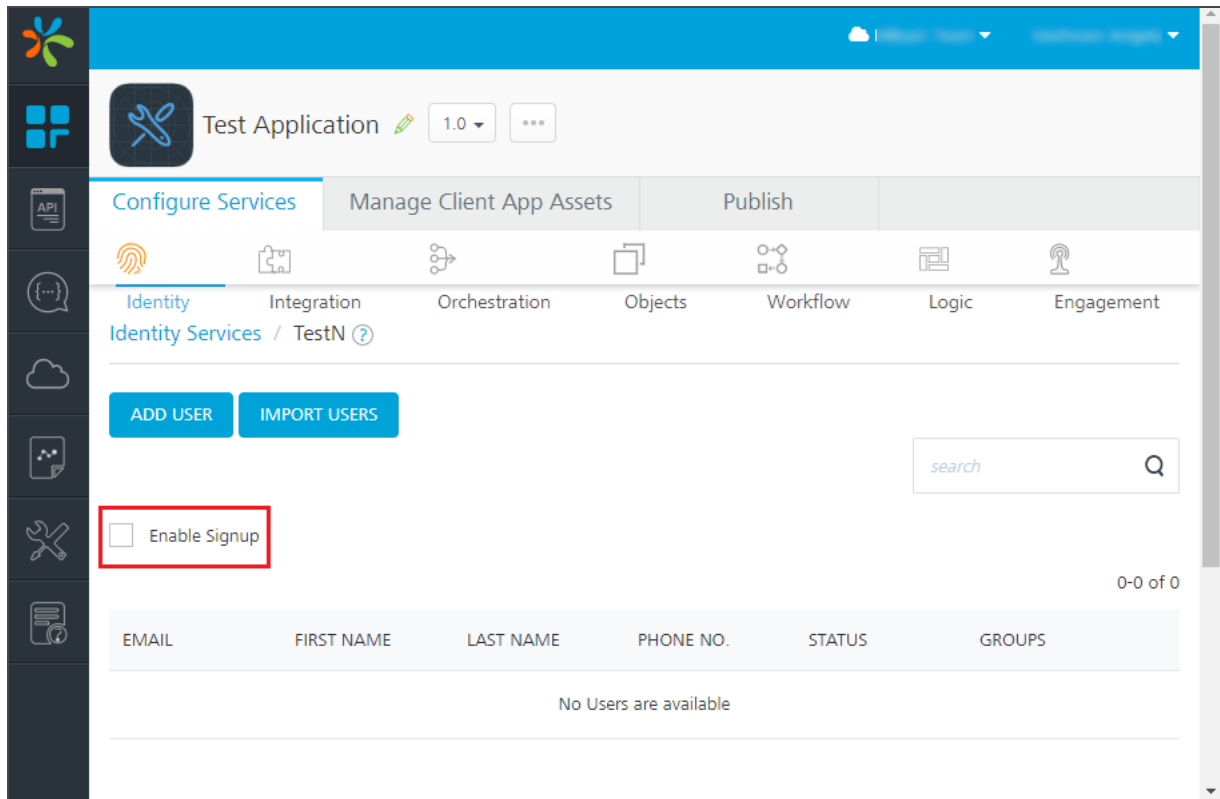 Test Application 1.0
Configure Services Manage Client App Assets Publish
API
{...}
Identity Integration Orchestration Objects Workflow Logic Engagement
Identity Services / TestN ?
ADD USER IMPORT USERS
search
Enable Signup
0-0 of 0
EMAIL FIRST NAME LAST NAME PHONE NO. STATUS GROUPS
No Users are available